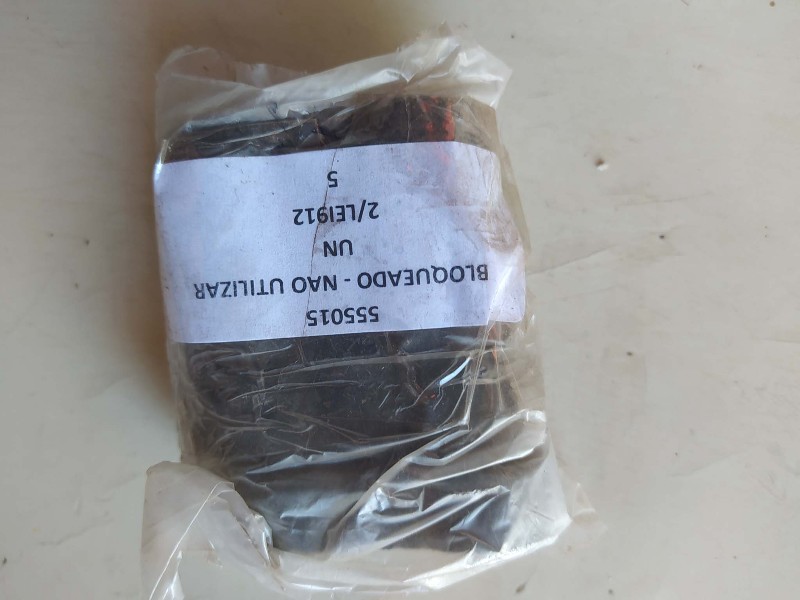 555015
BLOQUEADO - NAO UTILIZAR
UN
2/LEI912
5